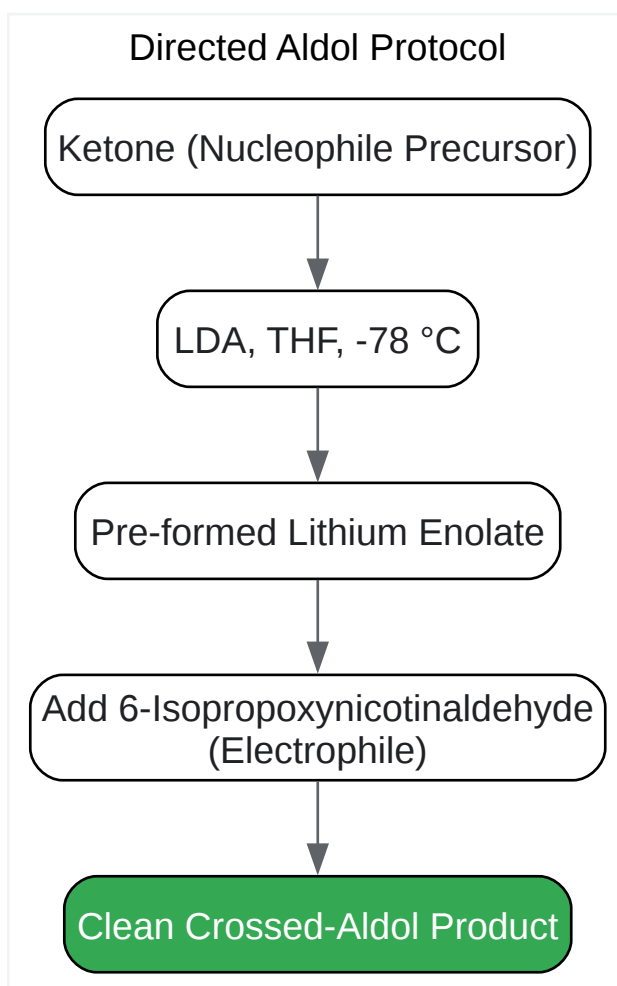 Directed Aldol Protocol
Ketone (Nucleophile Precursor)
LDA, THF, -78 °C
Pre-formed Lithium Enolate
Add 6-Isopropoxynicotinaldehyde
(Electrophile)
Clean Crossed-Aldol Product